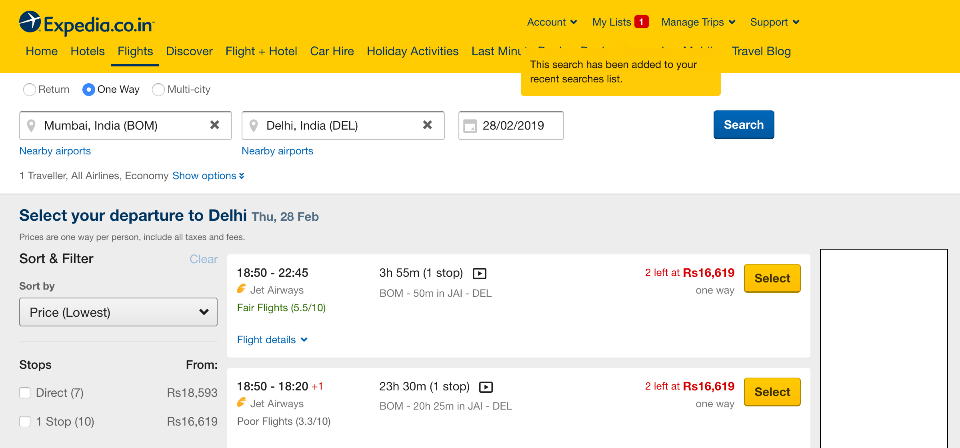 Expedia.co.in
Account My Lists 1 Manage Trips Support
Home Hotels Flights Discover Flight + Hotel Car Hire Holiday Activities Last Travel Blog
This search has been added to your
recent searches list.
Return One Way Multi-city
Mumbai, India (BOM) Delhi, India (DEL) 28/02/2019 Search
Nearby airports Nearby airports
1 Traveller, All Airlines, Economy Show options
Select your departure to Delhi Thu, 28 Feb
Prices are one way per person, include all taxes and fees.
Sort & Filter Clear
Sort by
Price (Lowest)
Stops From:
Direct (7) Rs18,593
1 Stop (10) Rs16,619
18:50 - 22:45 3h 55m (1 stop) 2 left at Rs16,619 Select
Jet Airways BOM - 50m in JAI - DEL one way
Fair Flights (5.5/10)
Flight details
18:50 - 18:20 +1 23h 30m (1 stop) 2 left at Rs16,619 Select
Jet Airways BOM - 20h 25m in JAI - DEL one way
Poor Flights (3.3/10)